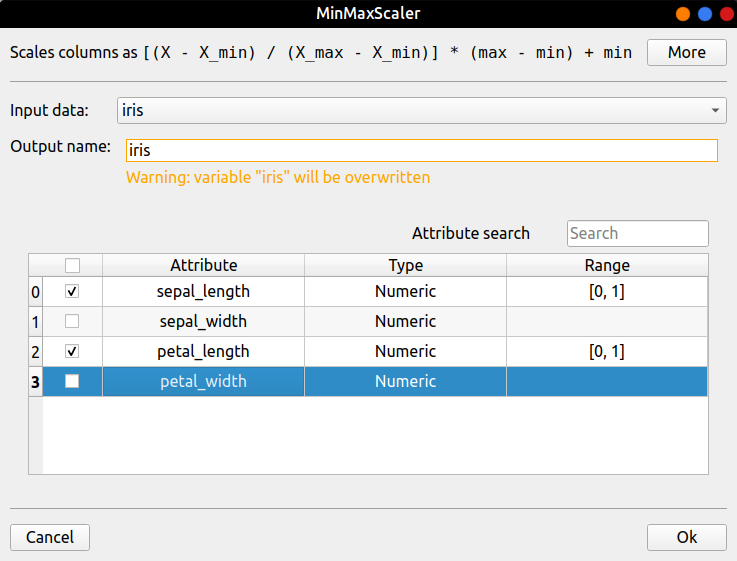 MinMaxScaler
Scales columns as [(X - X_min) / (X_max - X_min)] * (max - min) + min More
Input data: iris
Output name: iris
Warning: variable "iris" will be overwritten
Attribute search Search
Attribute Type Range
0 sepal_length Numeric [0, 1]
1 sepal_width Numeric
2 petal_length Numeric [0, 1]
3 petal_width Numeric
Cancel Ok